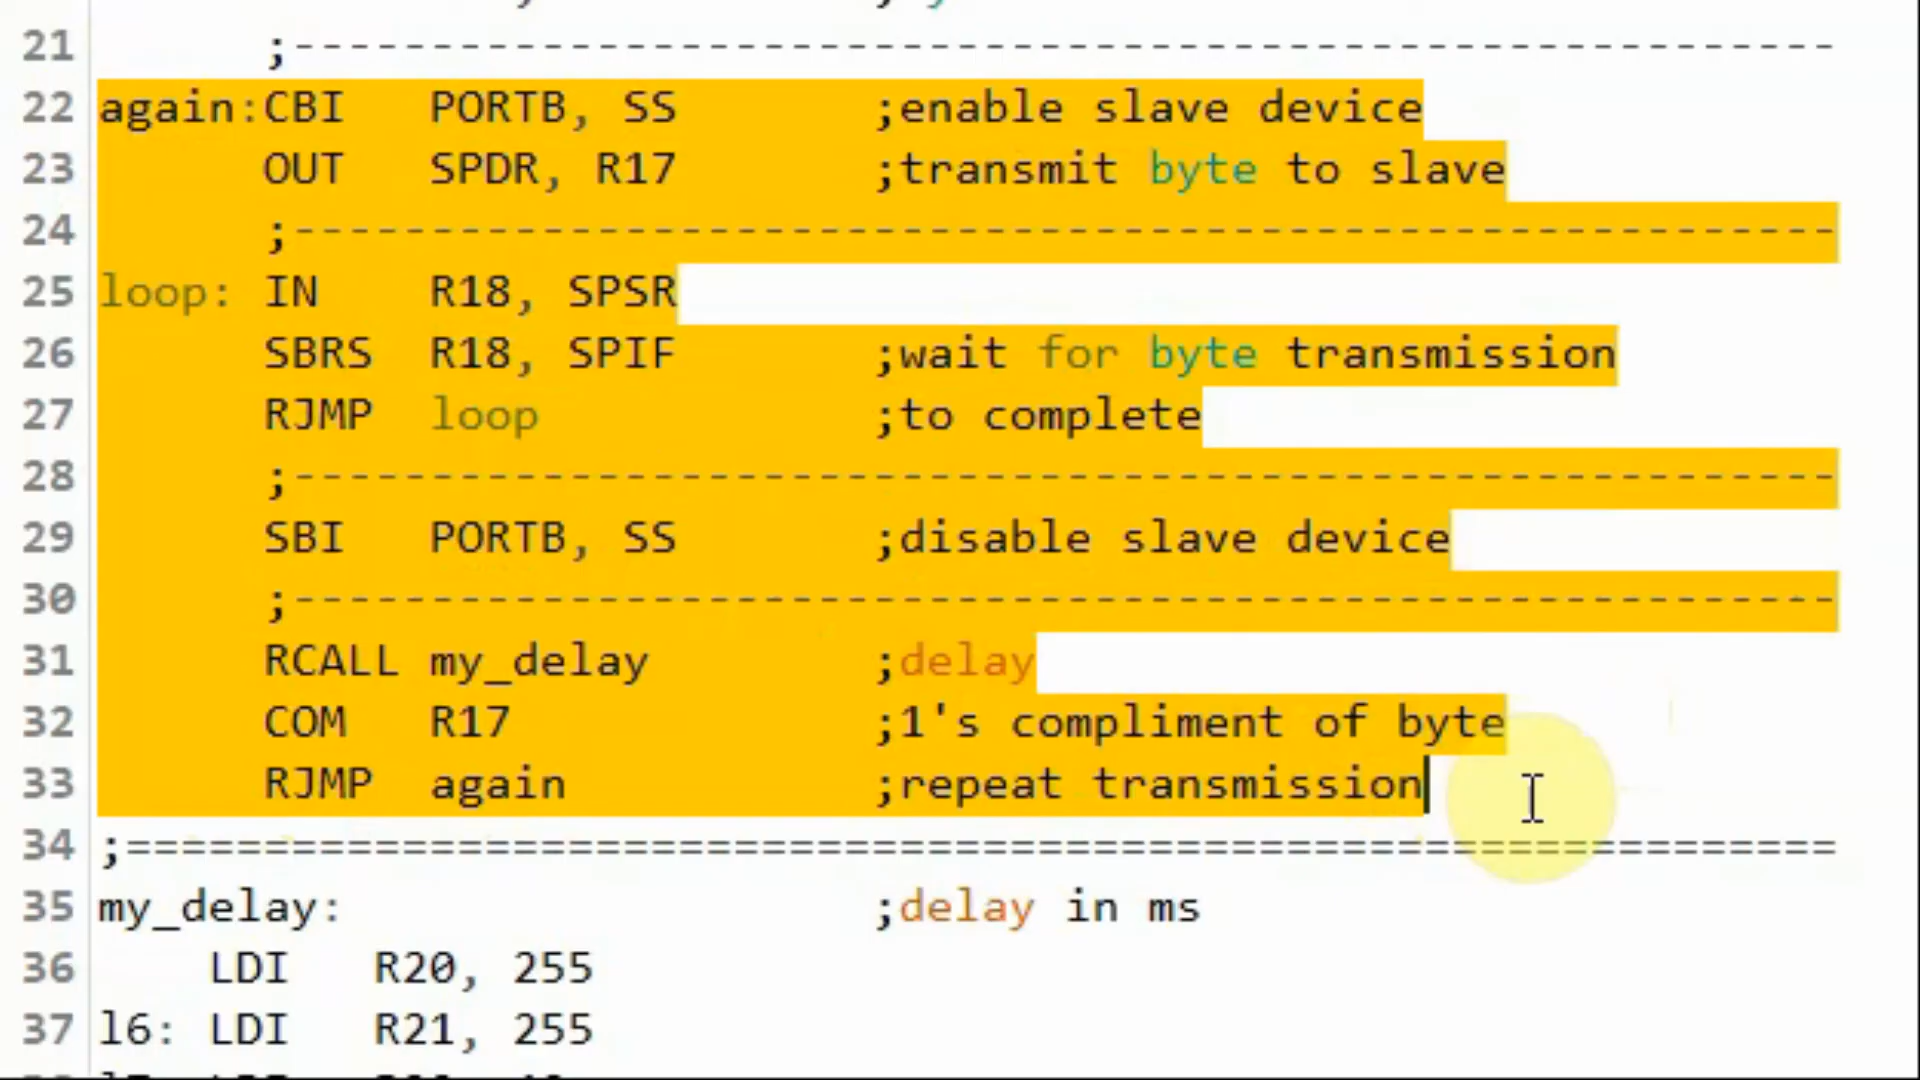 21 ;--------------------------------------------------------
22 again:CBI PORTB, SS ;enable slave device
23 OUT SPDR, R17 ;transmit byte to slave
24 ;--------------------------------------------------------
25 loop: IN R18, SPSR
26 SBRS R18, SPIF ;wait for byte transmission
27 RJMP loop ;to complete
28 ;--------------------------------------------------------
29 SBI PORTB, SS ;disable slave device
30 ;--------------------------------------------------------
31 RCALL my_delay ;delay
32 COM R17 ;1's compliment of byte
33 RJMP again ;repeat transmission
34 ;==============================================================
35 my_delay: ;delay in ms
36 LDI R20, 255
37 l6: LDI R21, 255